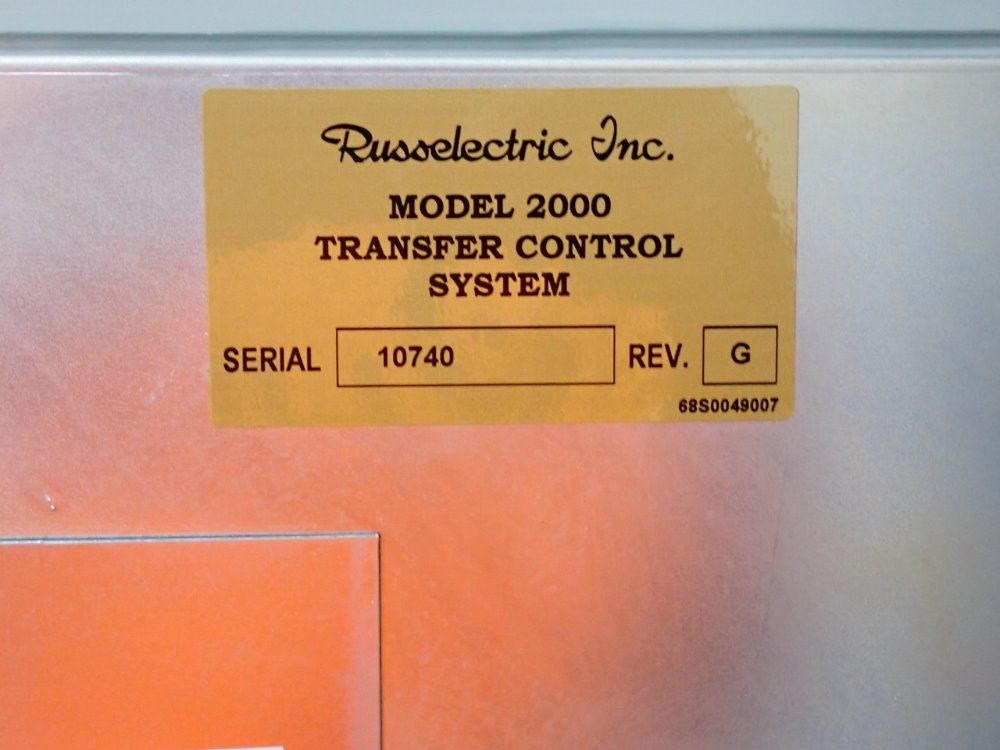 Russelectric Inc.
MODEL 2000
TRANSFER CONTROL
SYSTEM
SERIAL 10740 REV. G
68S0049007